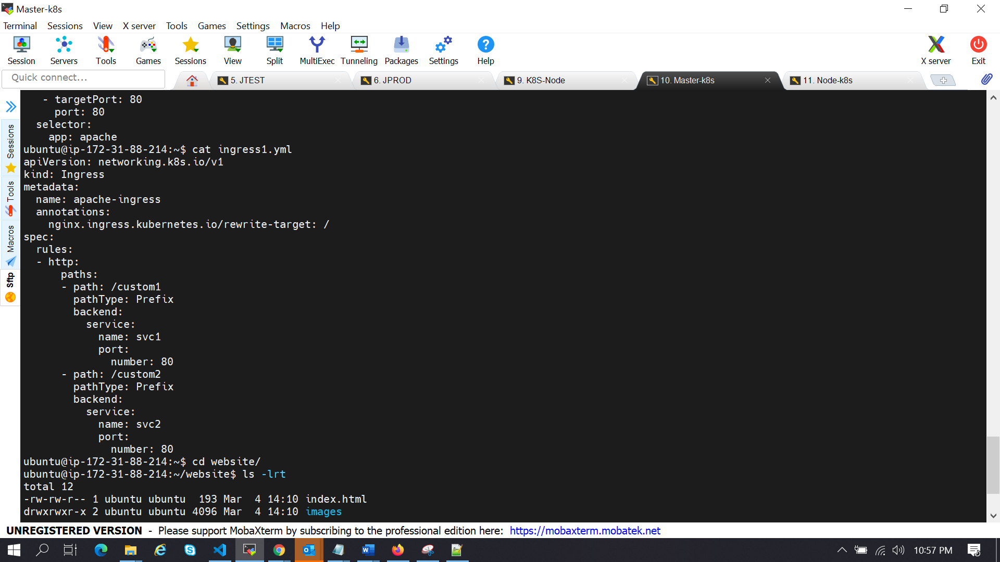 Master-k8s
Terminal Sessions View X server Tools Games Settings Macros Help
Session Servers Tools Games Sessions View Split MultiExec Tunneling Packages Settings Help X server Exit
Quick connect...
5. JTEST 6. JPROD 9. K8S-Node 10. Master-k8s 11. Node-k8s
Sessions
Tools
Macros
Sftp
    - targetPort: 80
      port: 80
  selector:
    app: apache
ubuntu@ip-172-31-88-214:~$ cat ingress1.yml
apiVersion: networking.k8s.io/v1
kind: Ingress
metadata:
  name: apache-ingress
  annotations:
    nginx.ingress.kubernetes.io/rewrite-target: /
spec:
  rules:
  - http:
      paths:
      - path: /custom1
        pathType: Prefix
        backend:
          service:
            name: svc1
            port:
              number: 80
      - path: /custom2
        pathType: Prefix
        backend:
          service:
            name: svc2
            port:
              number: 80
ubuntu@ip-172-31-88-214:~$ cd website/
ubuntu@ip-172-31-88-214:~/website$ ls -lrt
total 12
-rw-rw-r-- 1 ubuntu ubuntu  193 Mar  4 14:10 index.html
drwxrwxr-x 2 ubuntu ubuntu 4096 Mar  4 14:10 images
UNREGISTERED VERSION - Please support MobaXterm by subscribing to the professional edition here: https://mobaxterm.mobatek.net
10:57 PM